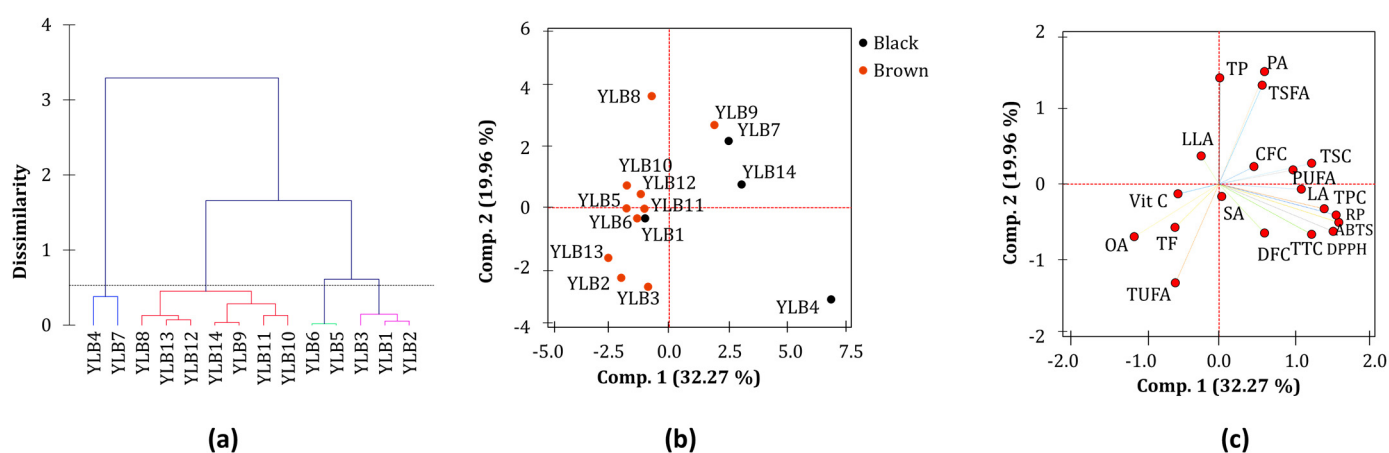 4
3
2
1
0
Dissimilarity
YLB4
YLB7
YLB8
YLB13
YLB12
YLB14
YLB9
YLB11
YLB10
YLB6
YLB5
YLB3
YLB1
YLB2
(a)
6
4
2
0
-2
-4
Comp. 2 (19.96 %)
Black
Brown
YLB8
YLB9
YLB7
YLB14
YLB10
YLB12
YLB5
YLB11
YLB6
YLB1
YLB13
YLB2
YLB3
YLB4
-5.0
-2.5
0.0
2.5
5.0
7.5
Comp. 1 (32.27 %)
(b)
2
1
0
-1
-2
Comp. 2 (19.96 %)
TP
PA
TSFA
LLA
CFC
TSC
PUFA
Vit C
SA
LA
TPC
RP
ABTS
OA
TF
DFC
TTC
DPPH
TUFA
-2.0
-1.0
0.0
1.0
2.0
Comp. 1 (32.27 %)
(c)